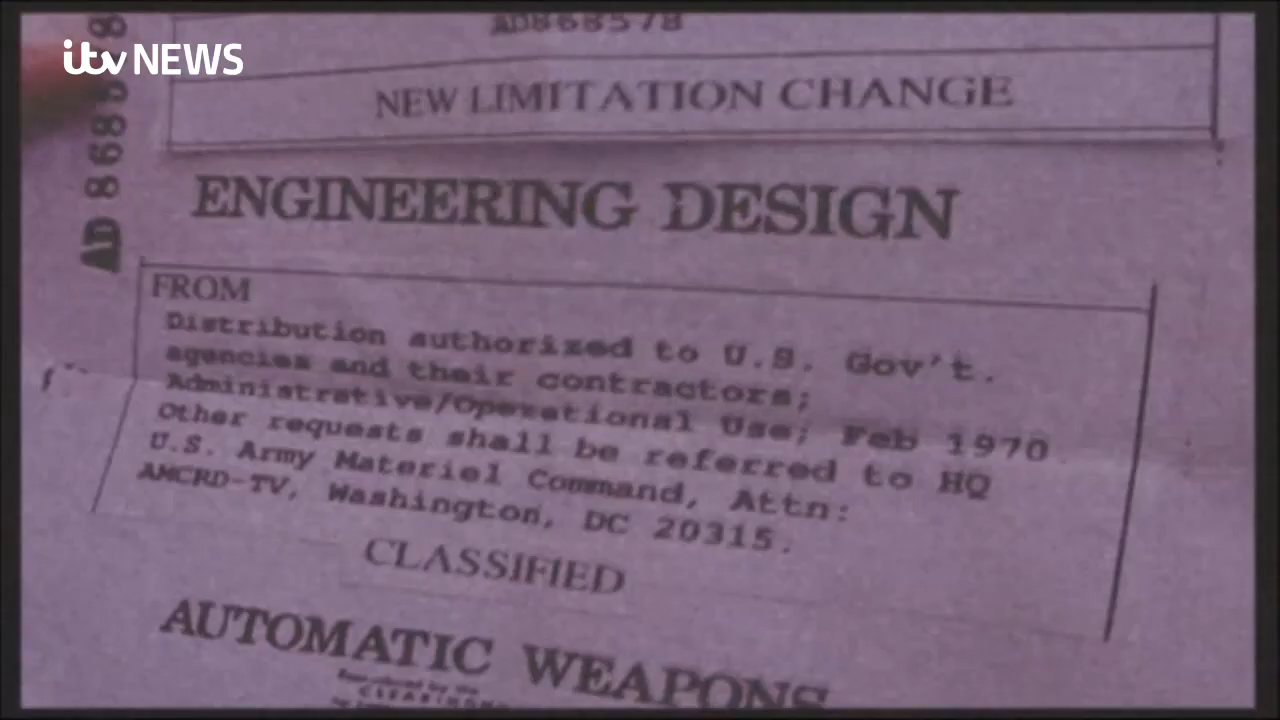 itv NEWS
AD868578
NEW LIMITATION CHANGE
ENGINEERING DESIGN
FROM
Distribution authorized to U.S. Gov't.
agencies and their contractors;
Administrative/Operational Use; Feb 1970
Other requests shall be referred to HQ
U.S. Army Materiel Command, Attn:
AMCRD-TV, Washington, DC 20315.
CLASSIFIED
AUTOMATIC WEAPONS
AD 868578